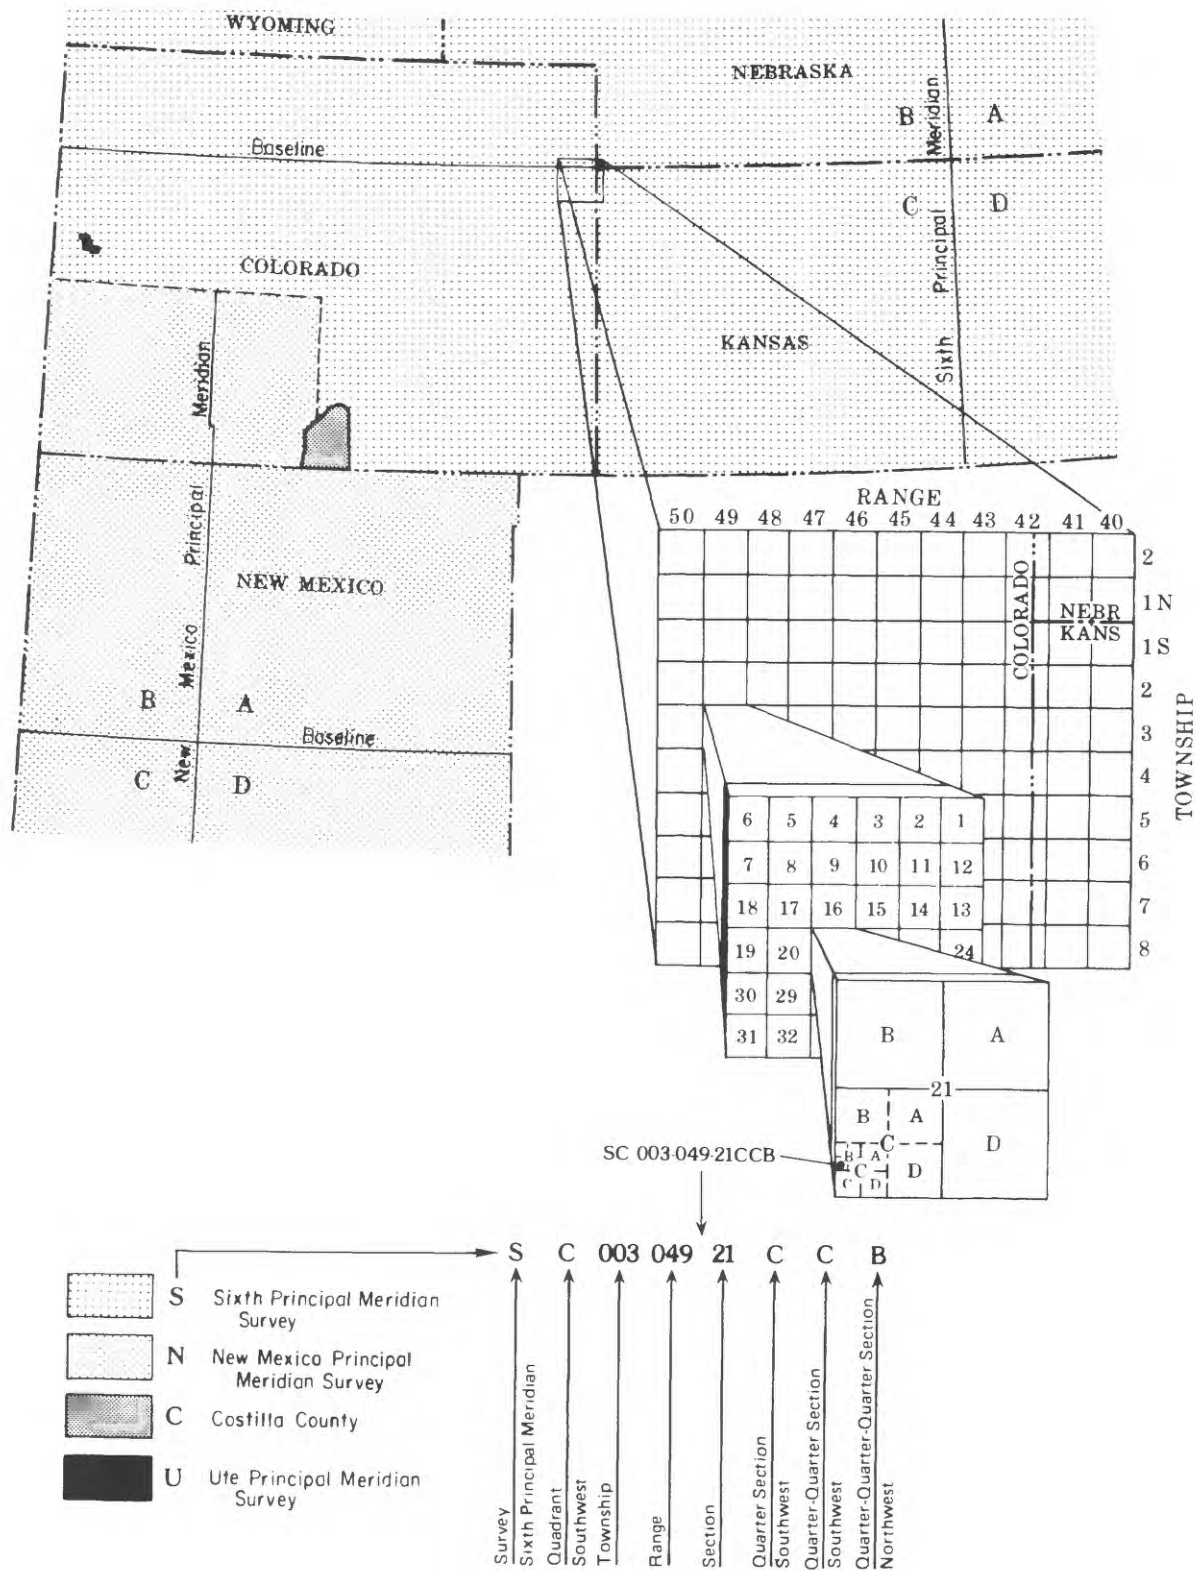 WYOMING
NEBRASKA
B A
Meridian
Baseline
C D
Principal
COLORADO
KANSAS
Sixth
Meridian
RANGE
50 49 48 47 46 45 44 43 42 41 40
Principal
2
NEW MEXICO
COLORADO
1 N
NEBR
KANS
1 S
Mexico
2
B A
3
Baseline
New
4
C D
TOWNSHIP
6 5 4 3 2 1
5
7 8 9 10 11 12
6
18 17 16 15 14 13
7
19 20 24
8
30 29
31 32
B A
21
B A
C
D
SC 003-049-21CCB
B A
C
C D
D
S C 003 049 21 C C B
S Sixth Principal Meridian
Survey
N New Mexico Principal
Meridian Survey
C Costilla County
U Ute Principal Meridian
Survey
Survey
Sixth Principal Meridian
Quadrant
Southwest
Township
Range
Section
Quarter Section
Southwest
Quarter-Quarter Section
Southwest
Quarter-Quarter-Quarter Section
Northwest